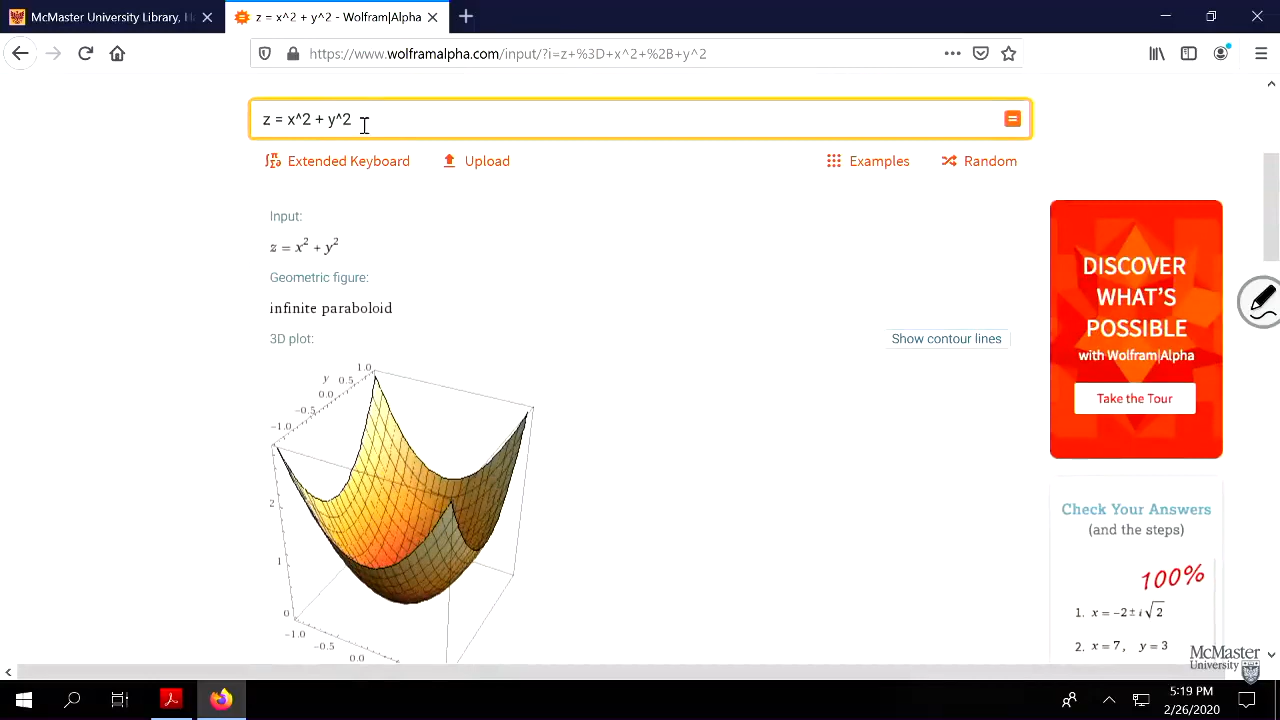 McMaster University Library, H
z = x^2 + y^2 - Wolfram|Alpha
https://www.wolframalpha.com/input/?i=z+%3D+x^2+%2B+y^2
z = x^2 + y^2
Extended Keyboard
Upload
Examples
Random
Input:
z = x² + y²
Geometric figure:
infinite paraboloid
3D plot:
Show contour lines
1.0
y 0.5
0.0
-0.5
-1.0
2
1
0
-1.0
-0.5
0.0
DISCOVER
WHAT'S
POSSIBLE
with Wolfram|Alpha
Take the Tour
Check Your Answers
(and the steps)
100%
1. x = -2 ± i√2
2. x = 7, y = 3
McMaster
University
5:19 PM
2/26/2020